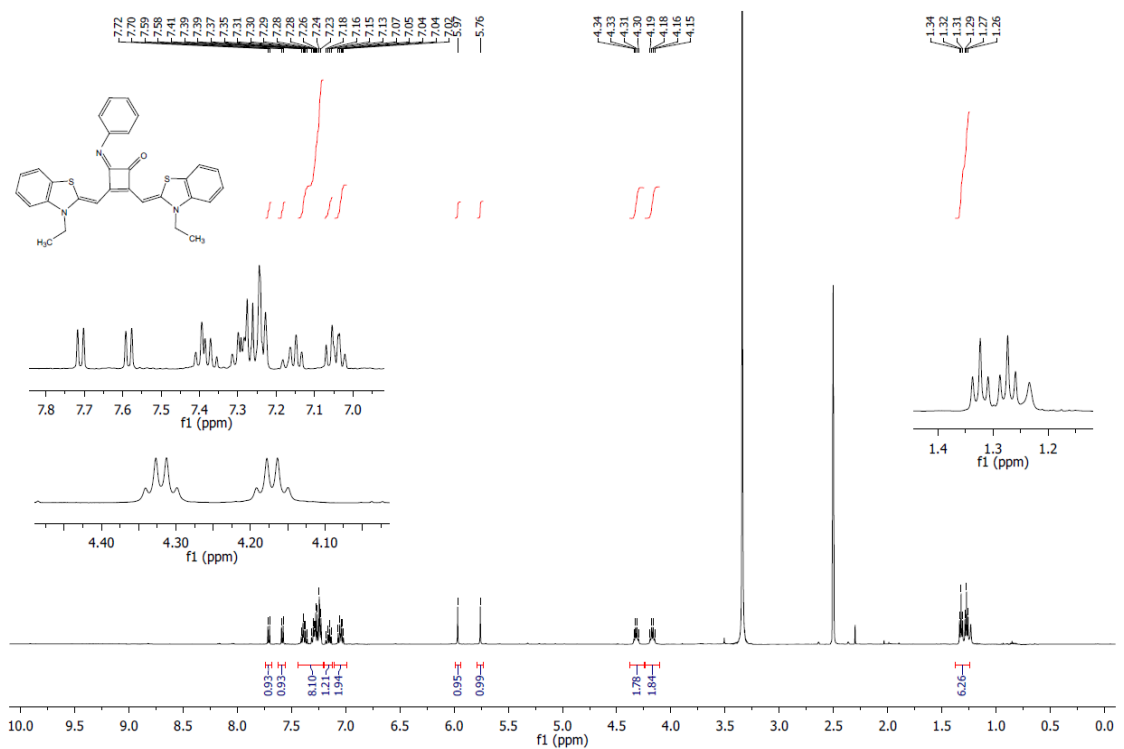 7.72 7.70 7.59 7.58 7.41 7.39 7.39 7.37 7.35 7.31 7.30 7.29 7.28 7.28 7.26 7.24 7.23 7.18 7.16 7.15 7.13 7.07 7.05 7.04 7.04 7.02 5.97 5.76 4.34 4.33 4.31 4.30 4.19 4.18 4.16 4.15 1.34 1.32 1.31 1.29 1.27 1.26
N O
S S
N N
H₃C CH₃
7.8 7.7 7.6 7.5 7.4 7.3 7.2 7.1 7.0
f1 (ppm)
1.4 1.3 1.2
f1 (ppm)
4.40 4.30 4.20 4.10
f1 (ppm)
0.93 0.93 8.10 1.21 1.94 0.95 0.99 1.78 1.84 6.26
10.0 9.5 9.0 8.5 8.0 7.5 7.0 6.5 6.0 5.5 5.0 4.5 4.0 3.5 3.0 2.5 2.0 1.5 1.0 0.5 0.0
f1 (ppm)